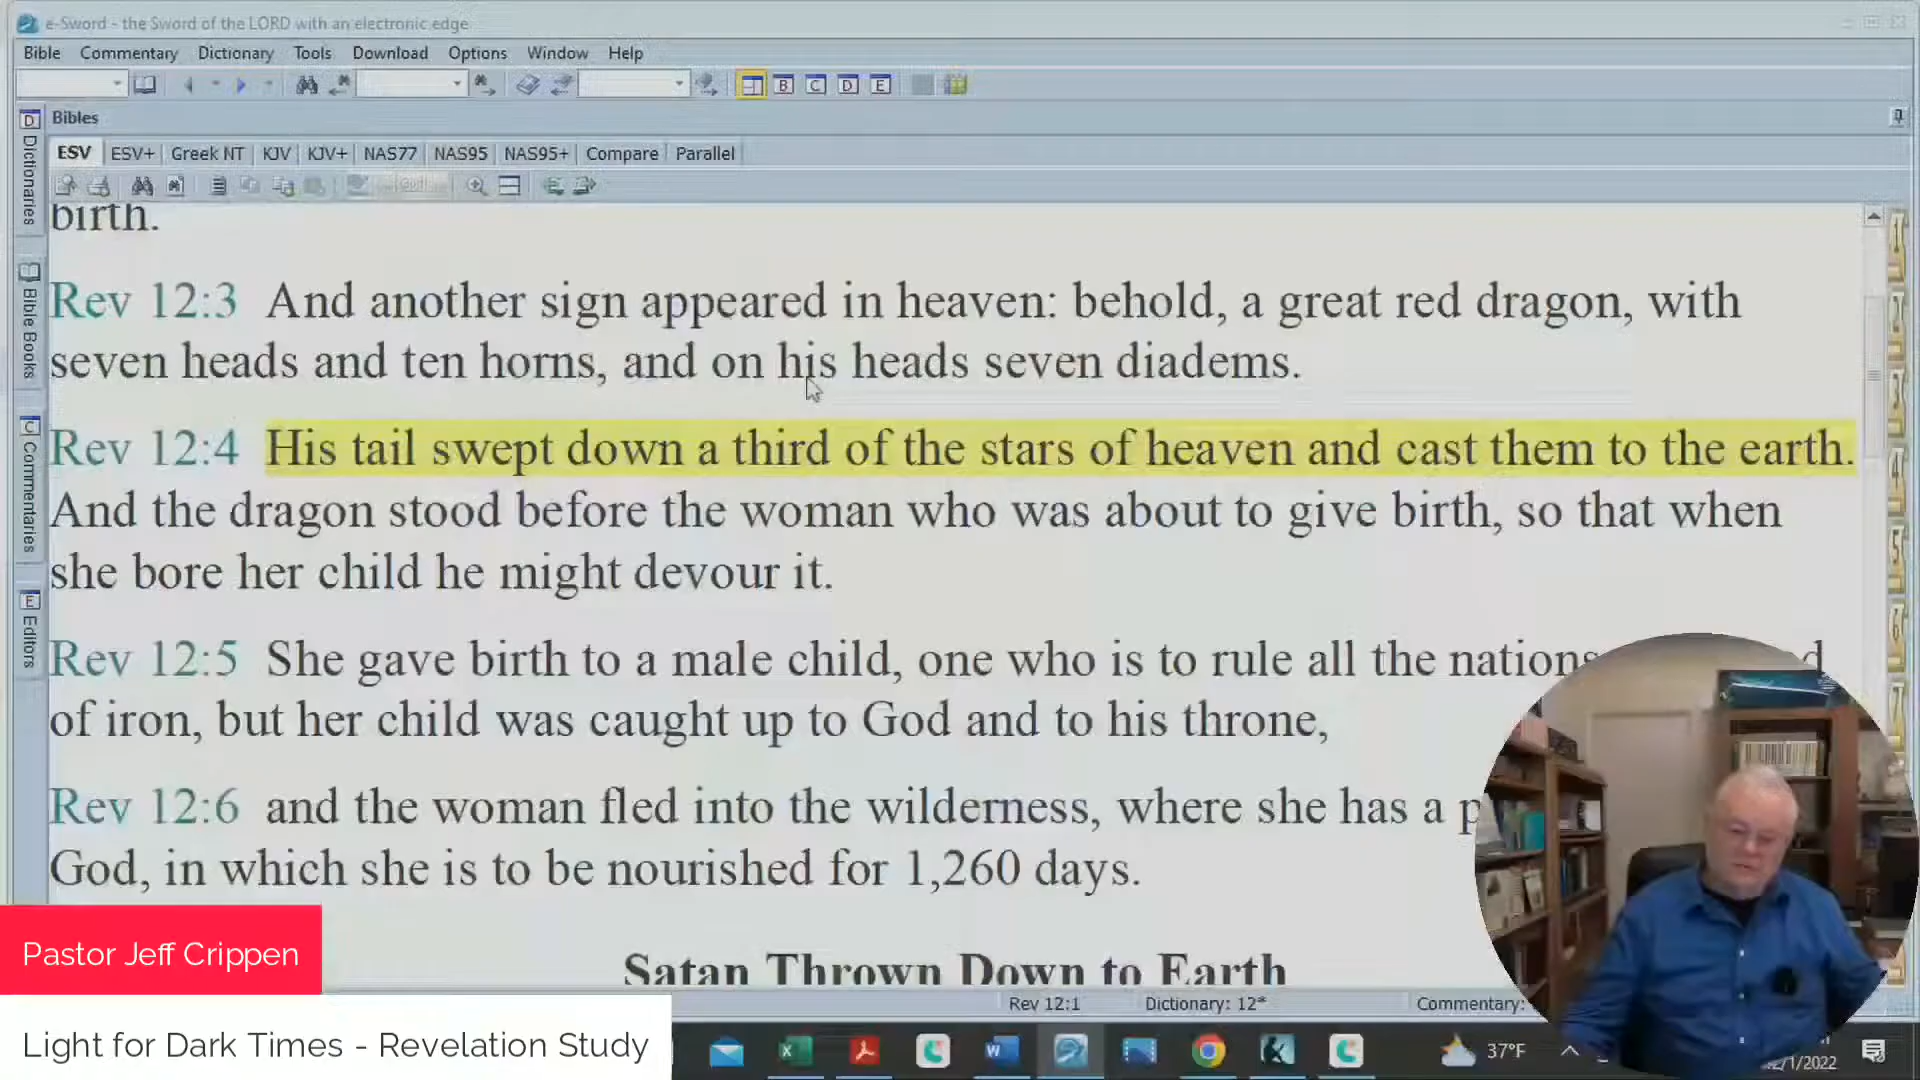 e-Sword - the Sword of the LORD with an electronic edge
Bible Commentary Dictionary Tools Download Options Window Help
B C D E
Bibles
ESV ESV+ Greek NT KJV KJV+ NAS77 NAS95 NAS95+ Compare Parallel
D Dictionaries
Bible Books
C Commentaries
E Editors
birth.
Rev 12:3 And another sign appeared in heaven: behold, a great red dragon, with
seven heads and ten horns, and on his heads seven diadems.
Rev 12:4 His tail swept down a third of the stars of heaven and cast them to the earth.
And the dragon stood before the woman who was about to give birth, so that when
she bore her child he might devour it.
Rev 12:5 She gave birth to a male child, one who is to rule all the nations
of iron, but her child was caught up to God and to his throne,
Rev 12:6 and the woman fled into the wilderness, where she has a
God, in which she is to be nourished for 1,260 days.
Satan Thrown Down to Earth
Rev 12:1 Dictionary: 12* Commentary:
Pastor Jeff Crippen
Light for Dark Times - Revelation Study
37°F